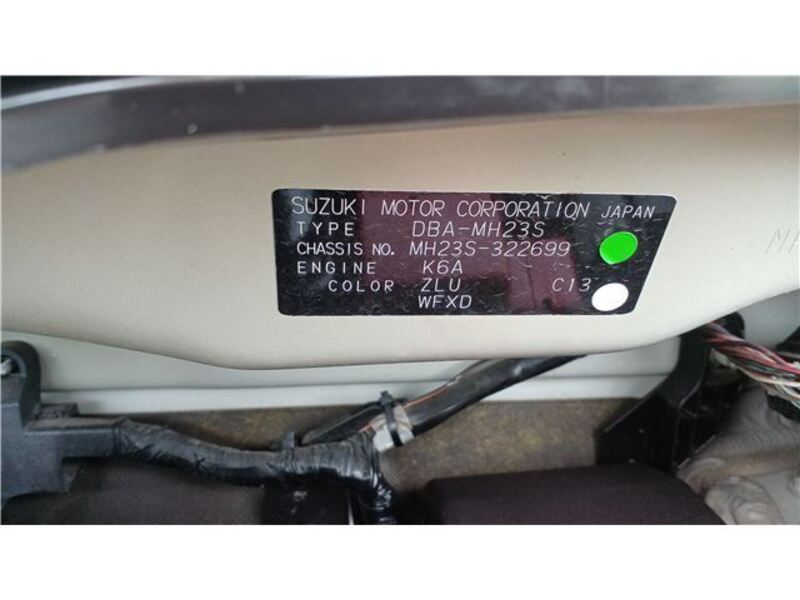 SUZUKI MOTOR CORPORATION JAPAN
TYPE DBA-MH23S
CHASSIS NO. MH23S-322699
ENGINE K6A
COLOR ZLU C13
WFXD